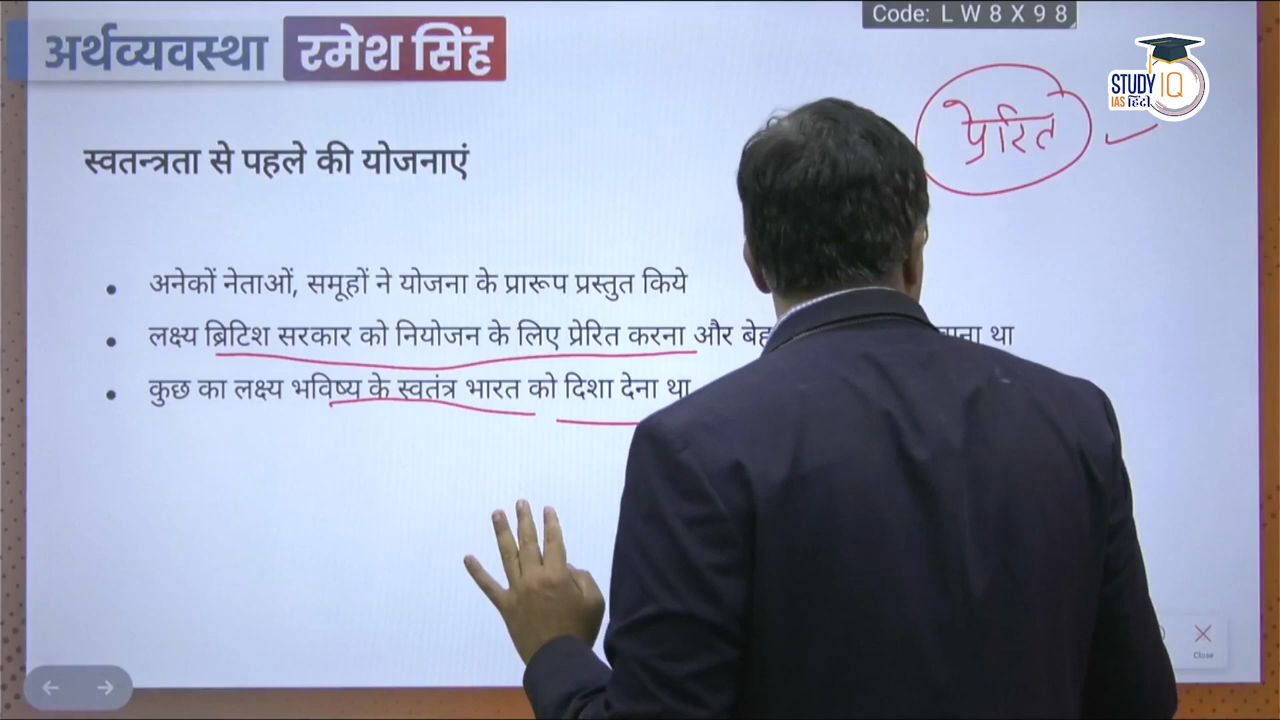 Code: L W 8 X 9 8
अर्थव्यवस्था रमेश सिंह
STUDY IQ
IAS हिंदी
प्रेरित
स्वतन्त्रता से पहले की योजनाएं
• अनेकों नेताओं, समूहों ने योजना के प्रारूप प्रस्तुत किये
• लक्ष्य ब्रिटिश सरकार को नियोजन के लिए प्रेरित करना और था
• कुछ का लक्ष्य भविष्य के स्वतंत्र भारत को दिशा देना था
Close